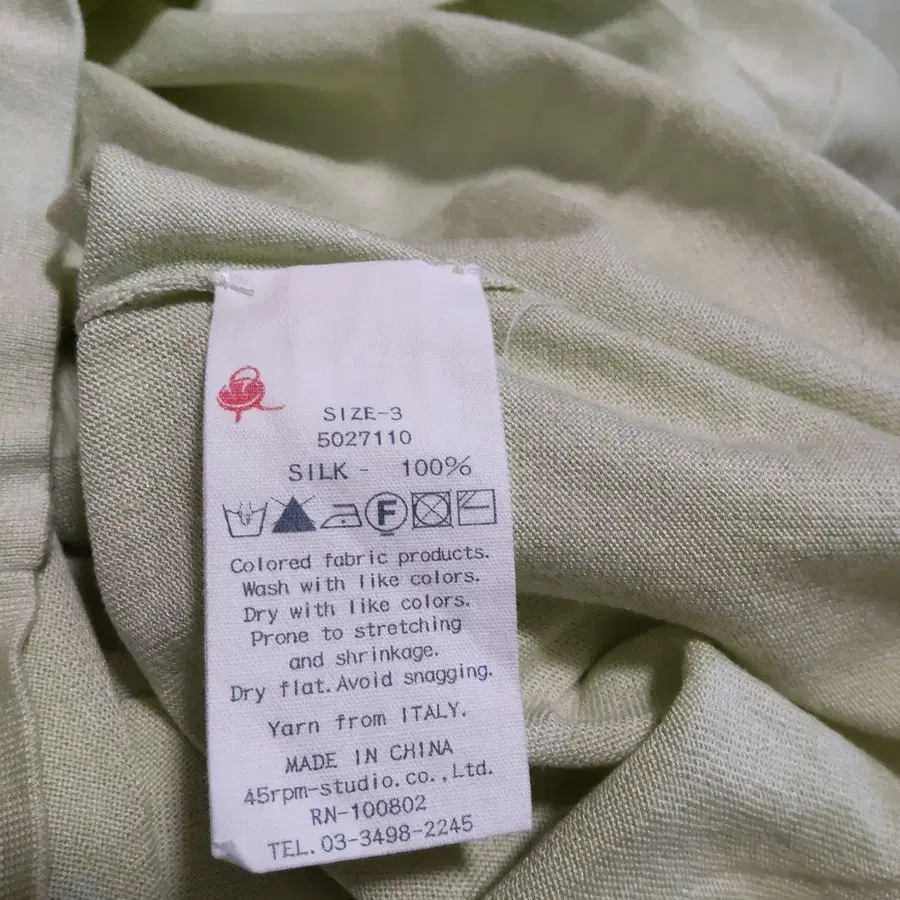 SIZE-3
5027110
SILK - 100%
F
Colored fabric products.
Wash with like colors.
Dry with like colors.
Prone to stretching
and shrinkage.
Dry flat. Avoid snagging.
Yarn from ITALY.
MADE IN CHINA
45rpm-studio.co.,Ltd.
RN-100802
TEL. 03-3498-2245